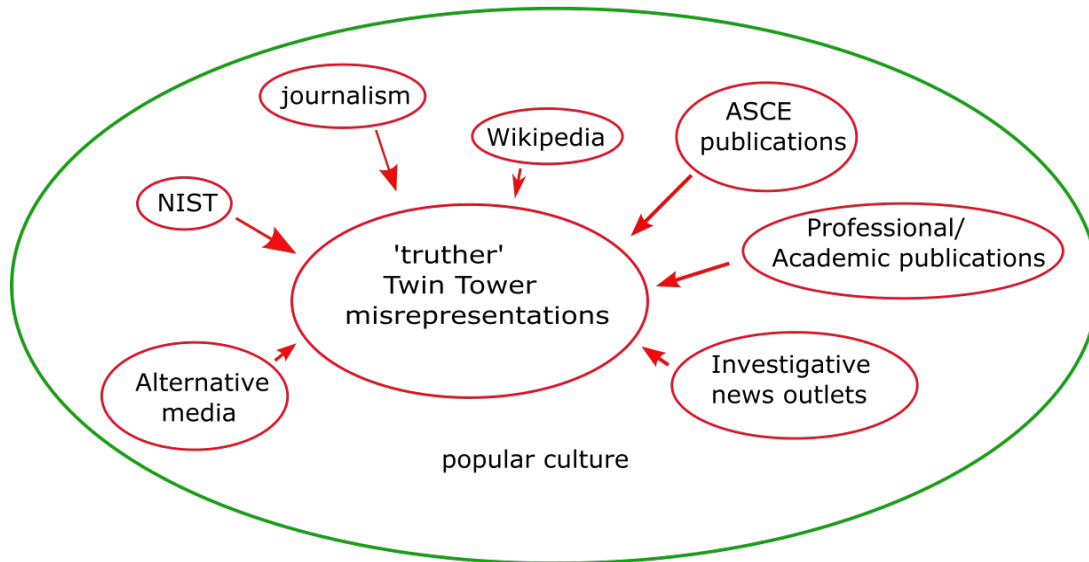 journalism
Wikipedia
ASCE
publications
NIST
'truther'
Twin Tower
misrepresentations
Professional/
Academic publications
Alternative
media
Investigative
news outlets
popular culture